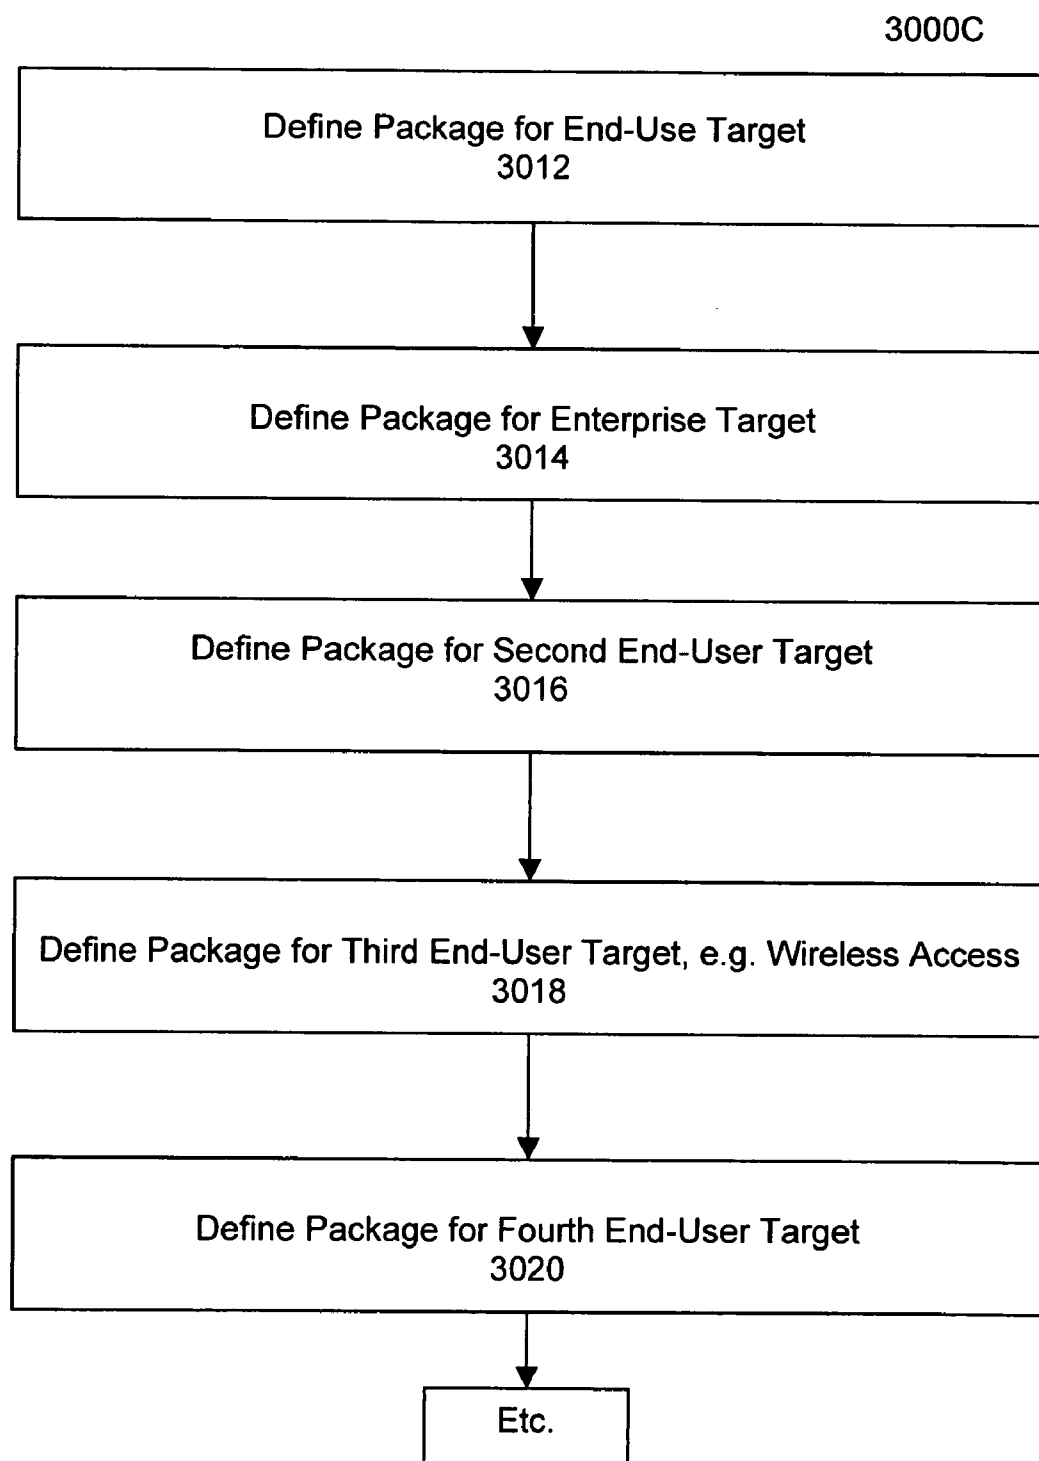 3000C
Define Package for End-Use Target
3012
Define Package for Enterprise Target
3014
Define Package for Second End-User Target
3016
Define Package for Third End-User Target, e.g. Wireless Access
3018
Define Package for Fourth End-User Target
3020
Etc.